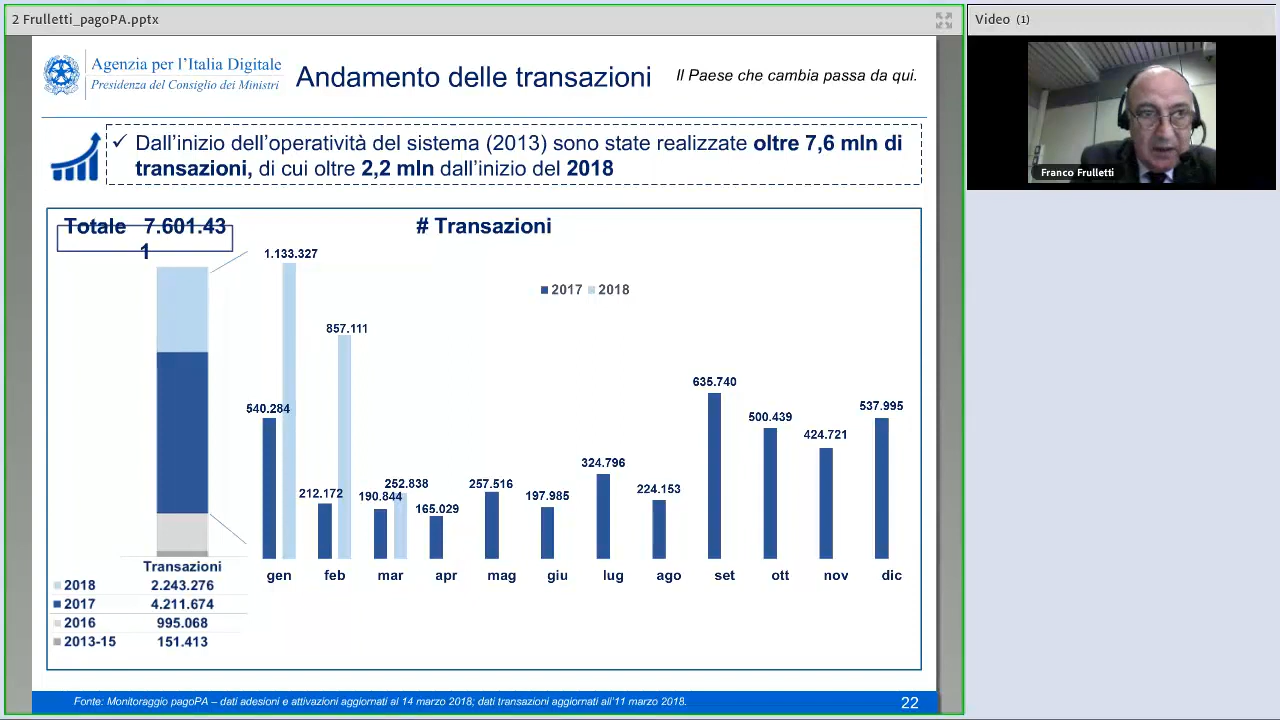 2 Frulletti_pagoPA.pptx
Video (1)
Agenzia per l'Italia Digitale
Presidenza del Consiglio dei Ministri
Andamento delle transazioni
Il Paese che cambia passa da qui.
Franco Frulletti
✓ Dall'inizio dell'operatività del sistema (2013) sono state realizzate oltre 7,6 mln di
transazioni, di cui oltre 2,2 mln dall'inizio del 2018
Totale 7.601.43
1
# Transazioni
2017 2018
1.133.327
857.111
635.740
540.284
537.995
500.439
424.721
324.796
212.172
190.844
252.838
165.029
257.516
197.985
224.153
gen feb mar apr mag giu lug ago set ott nov dic
Transazioni
2018 2.243.276
2017 4.211.674
2016 995.068
2013-15 151.413
Fonte: Monitoraggio pagoPA – dati adesioni e attivazioni aggiornati al 14 marzo 2018; dati transazioni aggiornati all'11 marzo 2018.
22